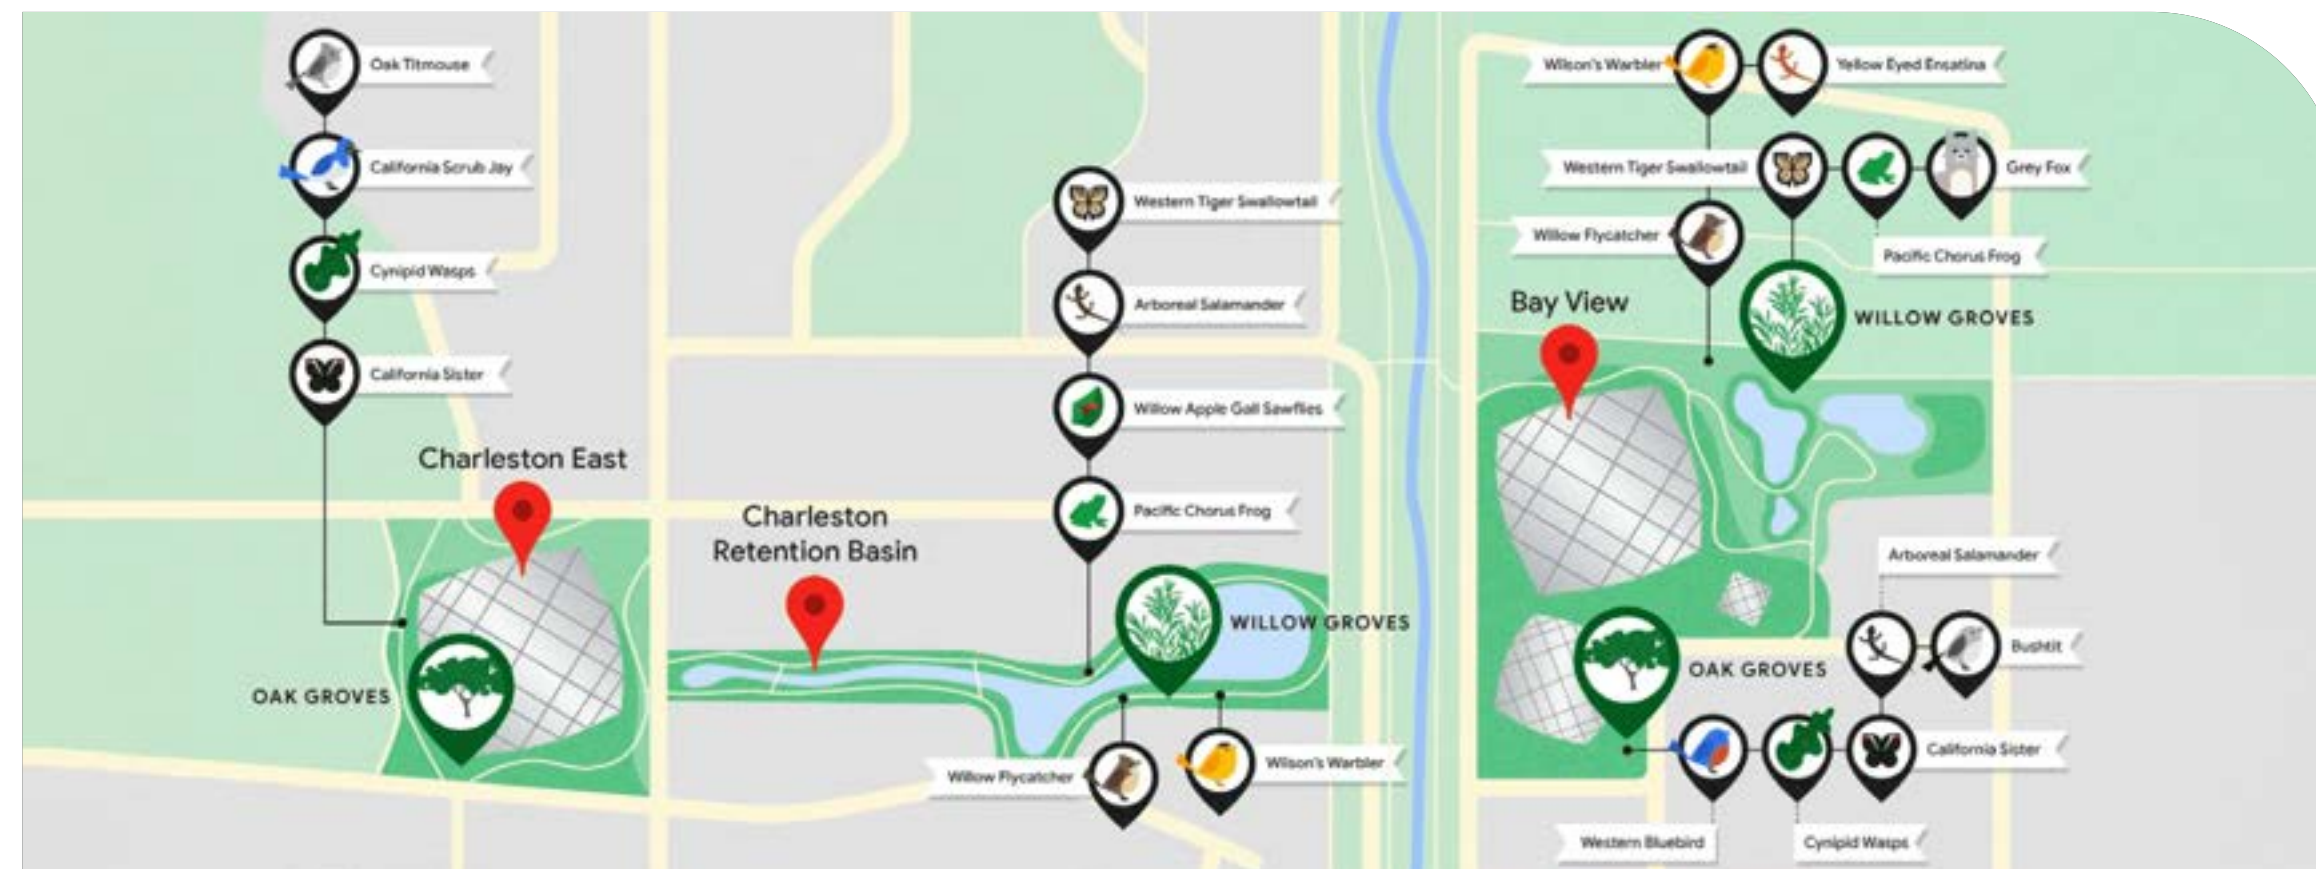 Oak Titmouse
California Scrub Jay
Cynipid Wasps
California Sister
Charleston East
OAK GROVES
Charleston
Retention Basin
Western Tiger Swallowtail
Arboreal Salamander
Willow Apple Gall Sawflies
Pacific Chorus Frog
WILLOW GROVES
Willow Flycatcher
Wilson's Warbler
Wilson's Warbler
Yellow Eyed Ensatina
Western Tiger Swallowtail
Grey Fox
Willow Flycatcher
Pacific Chorus Frog
Bay View
WILLOW GROVES
Arboreal Salamander
Bushtit
OAK GROVES
California Sister
Western Bluebird
Cynipid Wasps